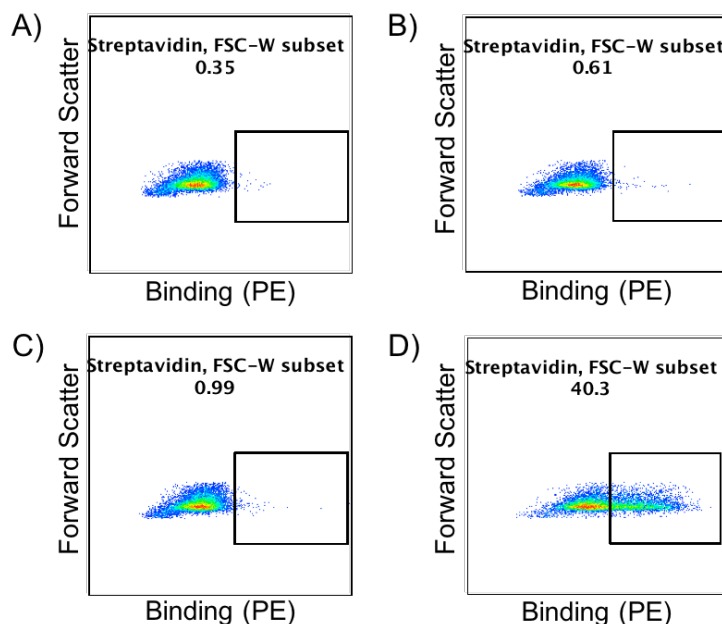 A)
Streptavidin, FSC-W subset
0.35
Forward Scatter
Binding (PE)
B)
Streptavidin, FSC-W subset
0.61
Forward Scatter
Binding (PE)
C)
Streptavidin, FSC-W subset
0.99
Forward Scatter
Binding (PE)
D)
Streptavidin, FSC-W subset
40.3
Forward Scatter
Binding (PE)